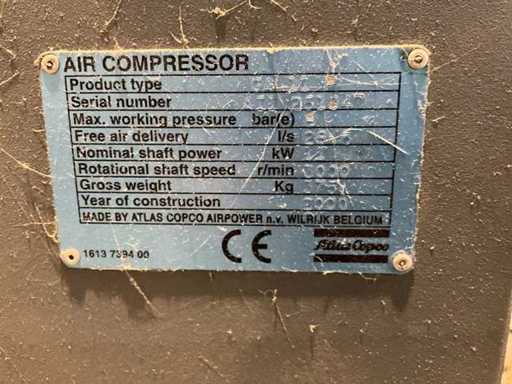 AIR COMPRESSOR
Product type
Serial number
Max. working pressure bar(e)
Free air delivery l/s
Nominal shaft power kW
Rotational shaft speed r/min
Gross weight Kg
Year of construction 2000
MADE BY ATLAS COPCO AIRPOWER n.v. WILRIJK BELGIUM
1613 7394 00 CE Atlas Copco